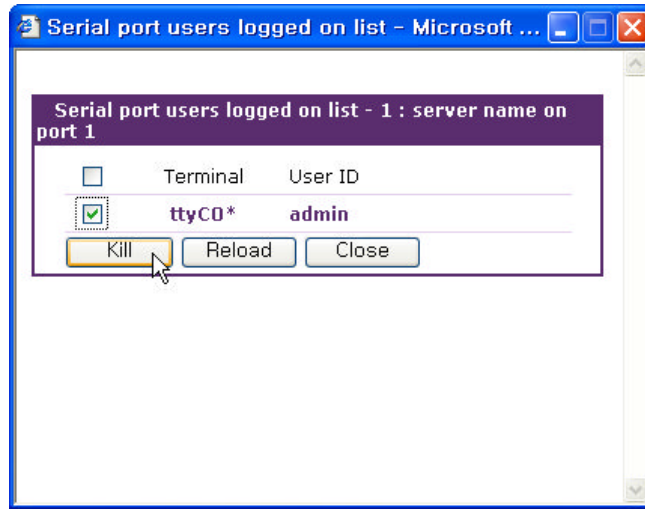 Serial port users logged on list - Microsoft ...
Serial port users logged on list - 1 : server name on
port 1
Terminal User ID
ttyC0* admin
Kill Reload Close